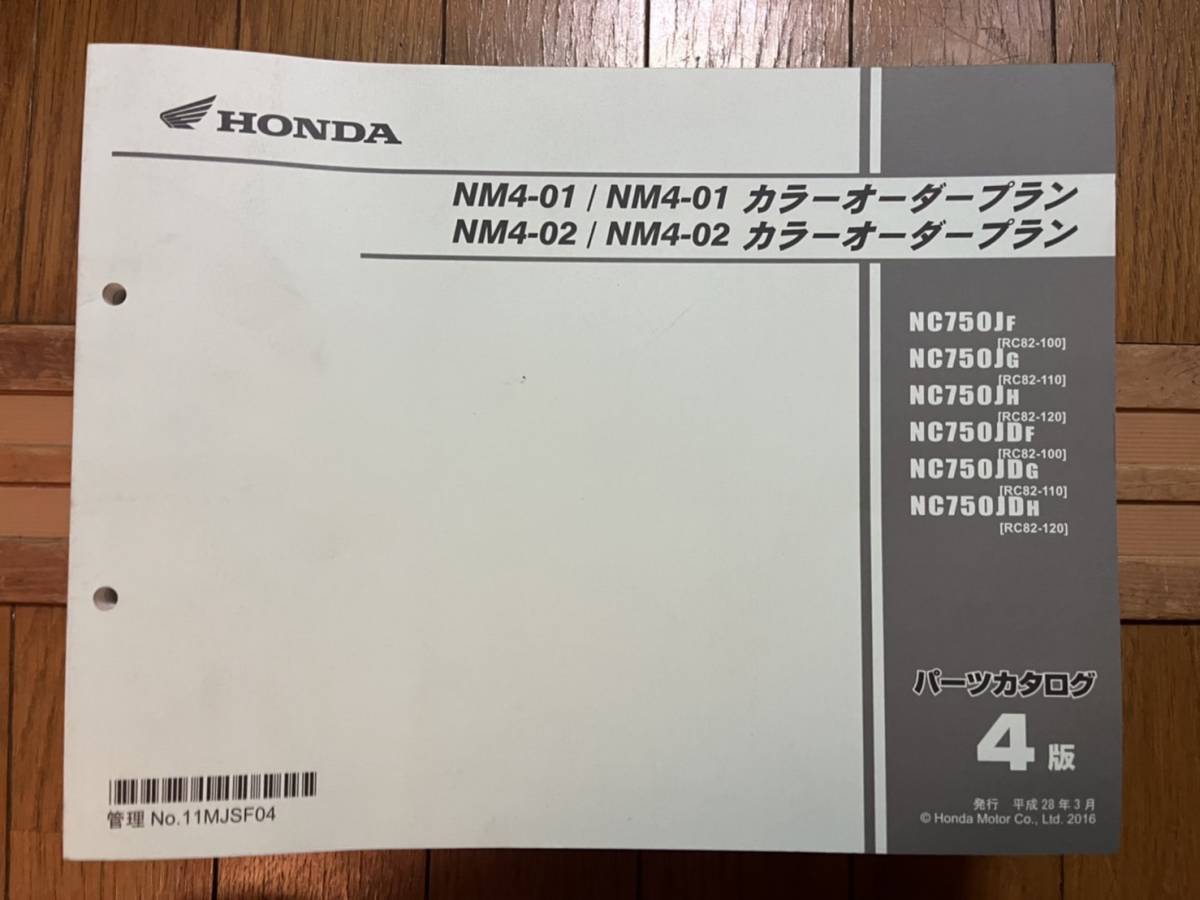 HONDA
NM4-01 / NM4-01 カラーオーダープラン
NM4-02 / NM4-02 カラーオーダープラン
NC750JF
[RC82-100]
NC750JG
[RC82-110]
NC750JH
[RC82-120]
NC750JDF
[RC82-100]
NC750JDG
[RC82-110]
NC750JDH
[RC82-120]
パーツカタログ
4版
発行 平成28年3月
© Honda Motor Co., Ltd. 2016
管理 No.11MJSF04